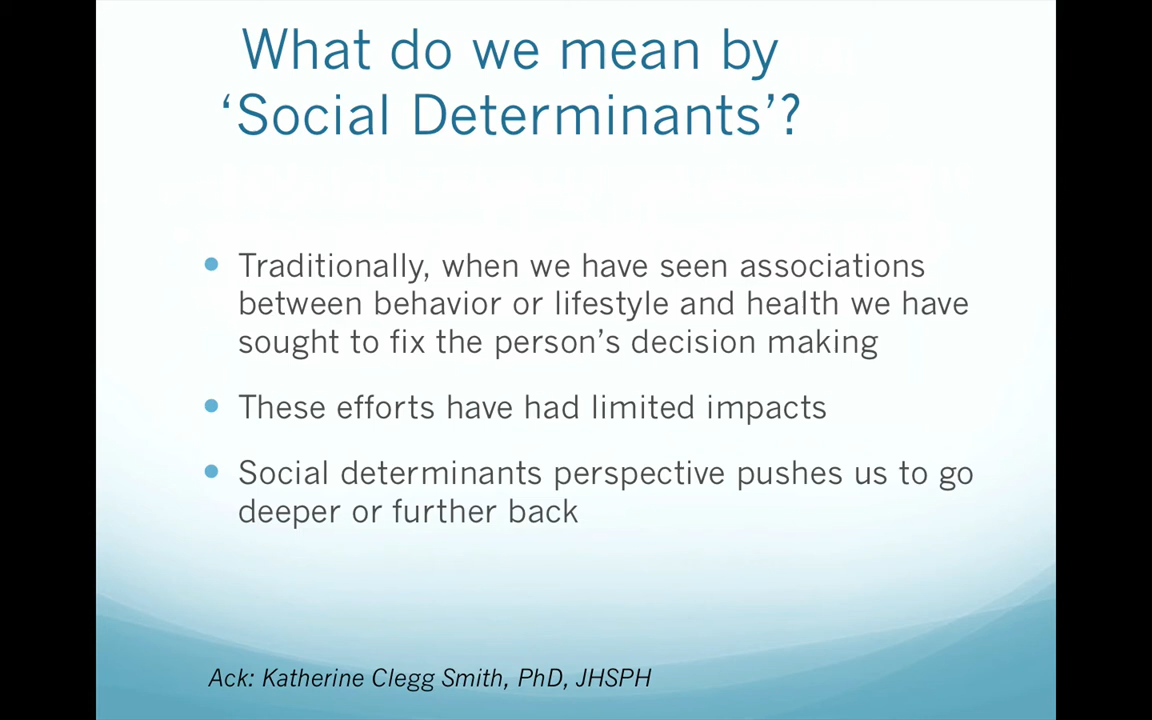 What do we mean by
‘Social Determinants’?
• Traditionally, when we have seen associations
between behavior or lifestyle and health we have
sought to fix the person’s decision making
• These efforts have had limited impacts
• Social determinants perspective pushes us to go
deeper or further back
Ack: Katherine Clegg Smith, PhD, JHSPH